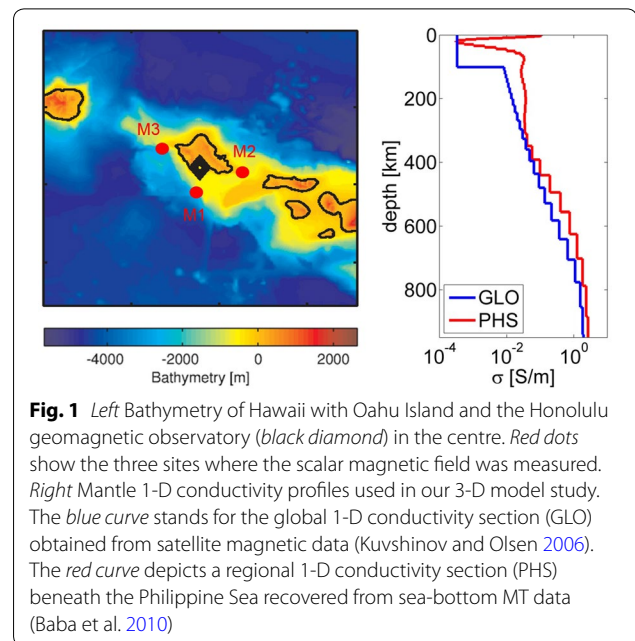 M3
M2
M1
-4000 -2000 0 2000
Bathymetry [m]
0
200
400
600
800
depth [km]
GLO
PHS
10^-4 10^-2 10^0
σ [S/m]
Fig. 1 Left Bathymetry of Hawaii with Oahu Island and the Honolulu
geomagnetic observatory (black diamond) in the centre. Red dots
show the three sites where the scalar magnetic field was measured.
Right Mantle 1-D conductivity profiles used in our 3-D model study.
The blue curve stands for the global 1-D conductivity section (GLO)
obtained from satellite magnetic data (Kuvshinov and Olsen 2006).
The red curve depicts a regional 1-D conductivity section (PHS)
beneath the Philippine Sea recovered from sea-bottom MT data
(Baba et al. 2010)